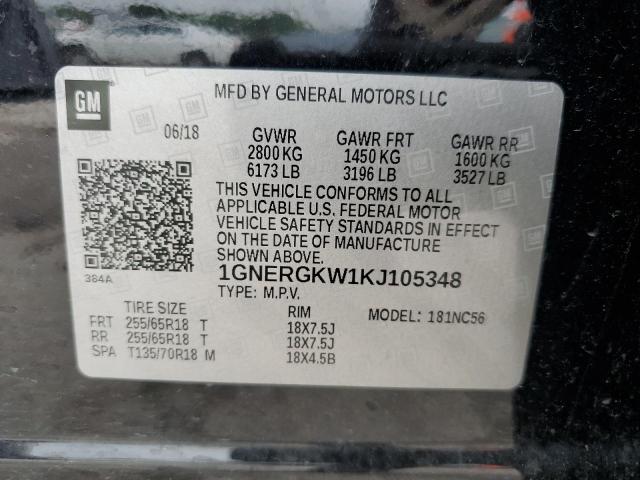 GM
MFD BY GENERAL MOTORS LLC
06/18 GVWR GAWR FRT GAWR RR
2800 KG 1450 KG 1600 KG
6173 LB 3196 LB 3527 LB
THIS VEHICLE CONFORMS TO ALL
APPLICABLE U.S. FEDERAL MOTOR
VEHICLE SAFETY STANDARDS IN EFFECT
ON THE DATE OF MANUFACTURE
SHOWN ABOVE.
384A 1GNERGKW1KJ105348
TYPE: M.P.V.
TIRE SIZE RIM MODEL: 181NC56
FRT 255/65R18 T 18X7.5J
RR 255/65R18 T 18X7.5J
SPA T135/70R18 M 18X4.5B